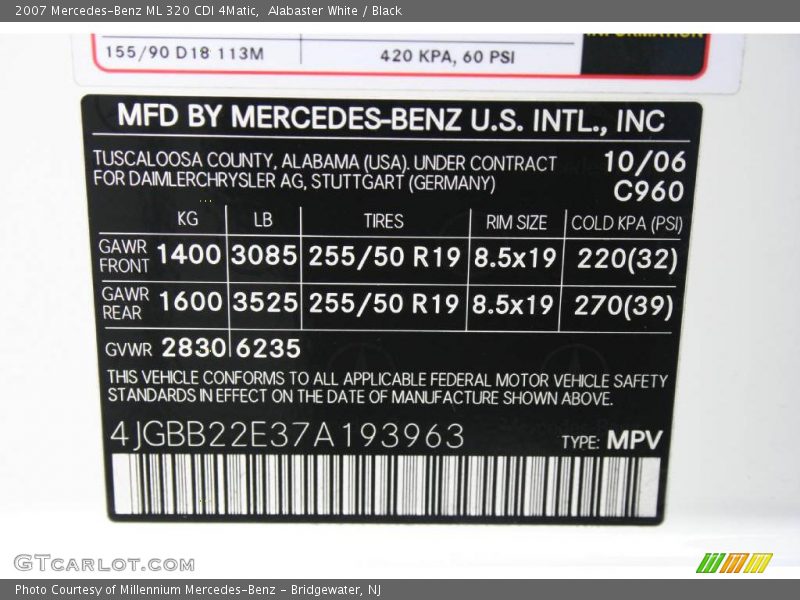 2007 Mercedes-Benz ML 320 CDI 4Matic,  Alabaster White / Black
155/90 D18 113M 420 KPA, 60 PSI
MFD BY MERCEDES-BENZ U.S. INTL., INC
TUSCALOOSA COUNTY, ALABAMA (USA). UNDER CONTRACT 10/06
FOR DAIMLERCHRYSLER AG, STUTTGART (GERMANY) C960
KG LB TIRES RIM SIZE COLD KPA (PSI)
GAWR FRONT 1400 3085 255/50 R19 8.5x19 220(32)
GAWR REAR 1600 3525 255/50 R19 8.5x19 270(39)
GVWR 2830 6235
THIS VEHICLE CONFORMS TO ALL APPLICABLE FEDERAL MOTOR VEHICLE SAFETY
STANDARDS IN EFFECT ON THE DATE OF MANUFACTURE SHOWN ABOVE.
4JGBB22E37A193963 TYPE: MPV
GTCARLOT.COM
Photo Courtesy of Millennium Mercedes-Benz - Bridgewater, NJ